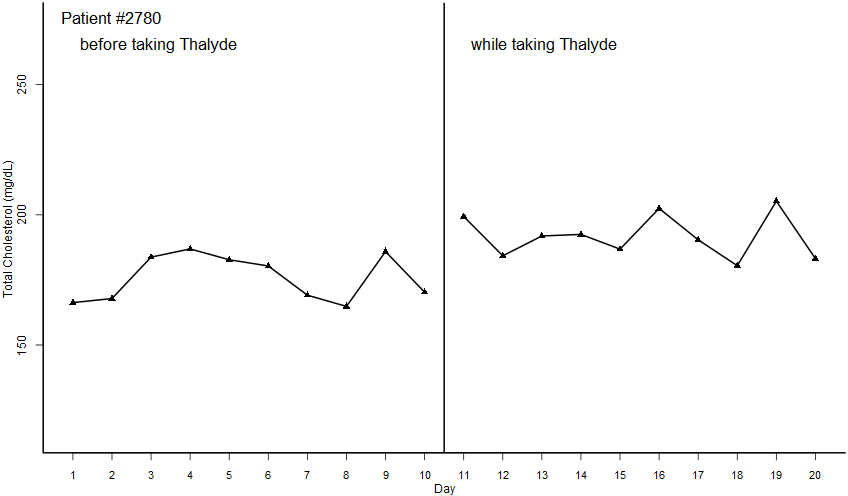 Patient #2780
before taking Thalyde
while taking Thalyde
Total Cholesterol (mg/dL)
250
200
150
1 2 3 4 5 6 7 8 9 10 11 12 13 14 15 16 17 18 19 20
Day